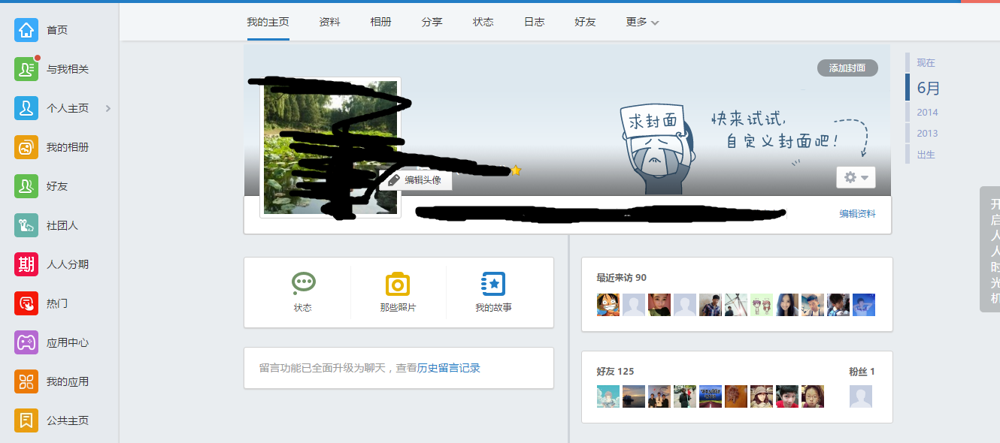 我的主页 资料 相册 分享 状态 日志 好友 更多
首页
与我相关
个人主页
我的相册
好友
社团人
期 人人分期
热门
应用中心
我的应用
公共主页
添加封面
求封面
快来试试,
自定义封面吧!
编辑头像
编辑资料
现在
6月
2014
2013
出生
开启人人时光机
状态
那些照片
我的故事
留言功能已全面升级为聊天，查看历史留言记录
最近来访 90
好友 125
粉丝 1